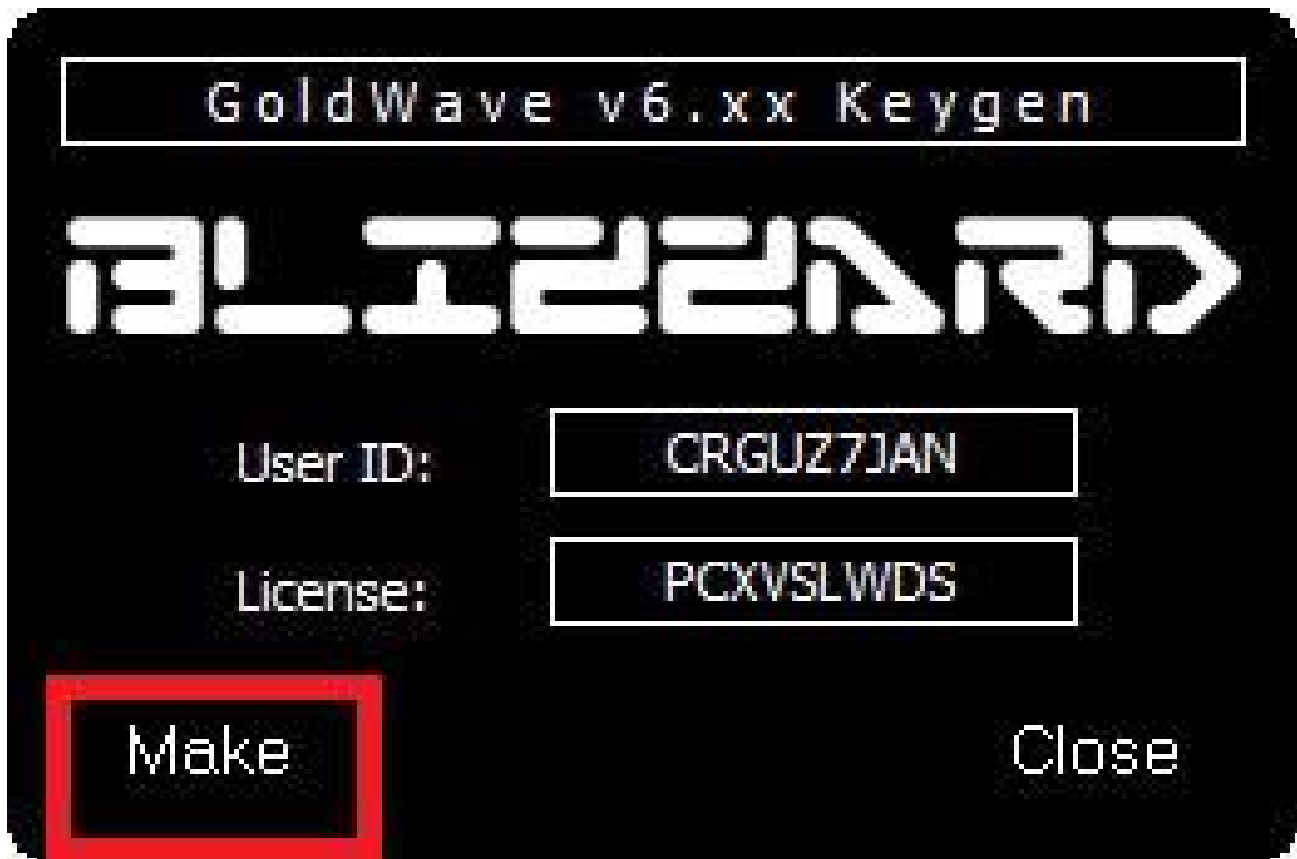 GoldWave v6.xx Keygen
BLIZZARD
User ID: CRGUZ7JAN
License: PCXVSLWDS
Make Close